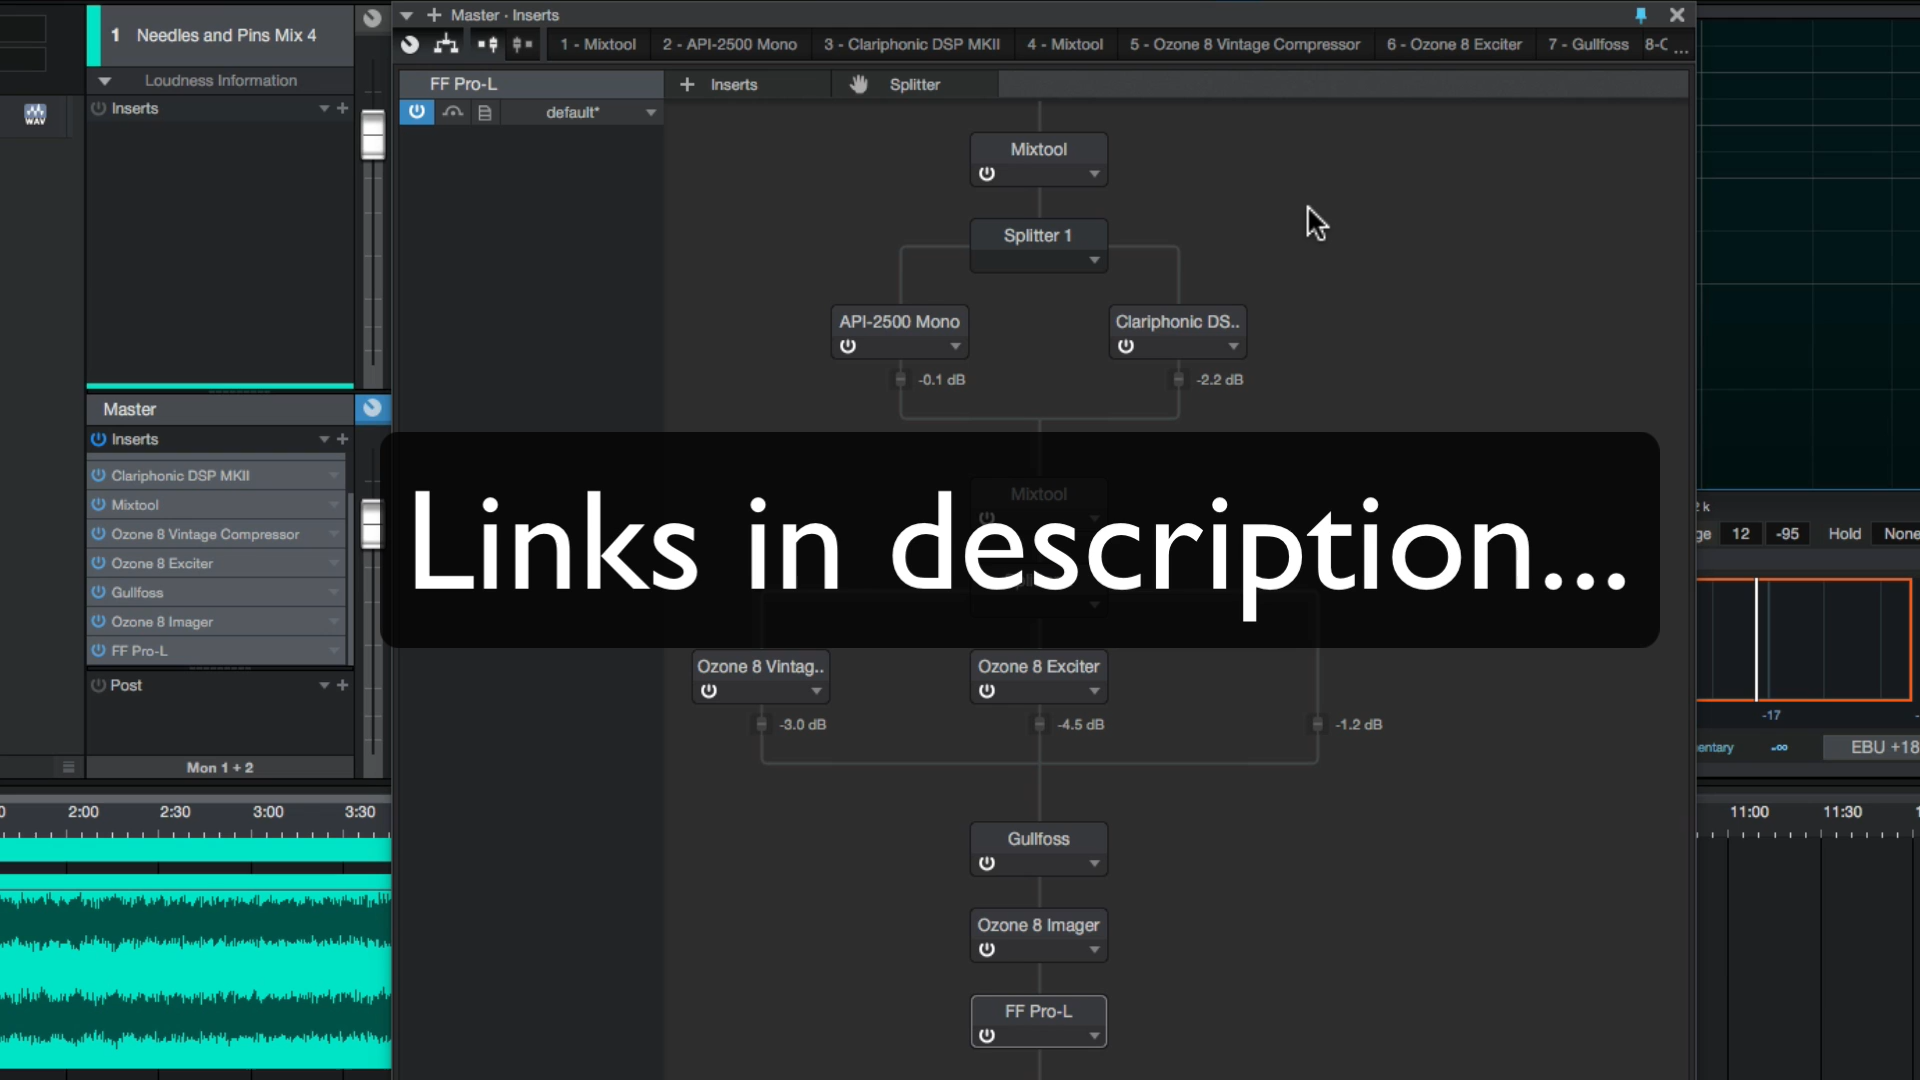 Master · Inserts
1 Needles and Pins Mix 4
1 - Mixtool
2 - API-2500 Mono
3 - Clariphonic DSP MKII
4 - Mixtool
5 - Ozone 8 Vintage Compressor
6 - Ozone 8 Exciter
7 - Gullfoss
8-C ...
Loudness Information
FF Pro-L
Inserts
Splitter
WAV
Inserts
default*
Mixtool
Splitter 1
API-2500 Mono
Clariphonic DS..
-0.1 dB
-2.2 dB
Master
Inserts
Clariphonic DSP MKII
Mixtool
Ozone 8 Vintage Compressor
Ozone 8 Exciter
Gullfoss
Ozone 8 Imager
FF Pro-L
Post
Mon 1 + 2
Mixtool
Links in description...
12
-95
Hold
None
Ozone 8 Vintag..
Ozone 8 Exciter
-3.0 dB
-4.5 dB
-1.2 dB
-17
entary
-∞
EBU +18
2:00
2:30
3:00
3:30
11:00
11:30
Gullfoss
Ozone 8 Imager
FF Pro-L